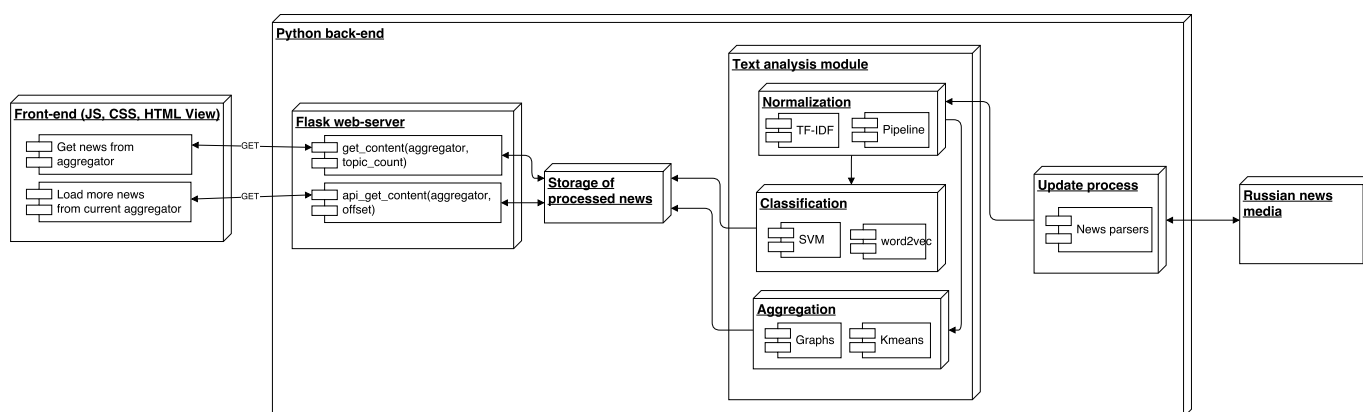 Python back-end
Front-end (JS, CSS, HTML View)
Get news from
aggregator
Load more news
from current aggregator
GET
GET
Flask web-server
get_content(aggregator,
topic_count)
api_get_content(aggregator,
offset)
Storage of
processed news
Text analysis module
Normalization
TF-IDF
Pipeline
Classification
SVM
word2vec
Aggregation
Graphs
Kmeans
Update process
News parsers
Russian news
media